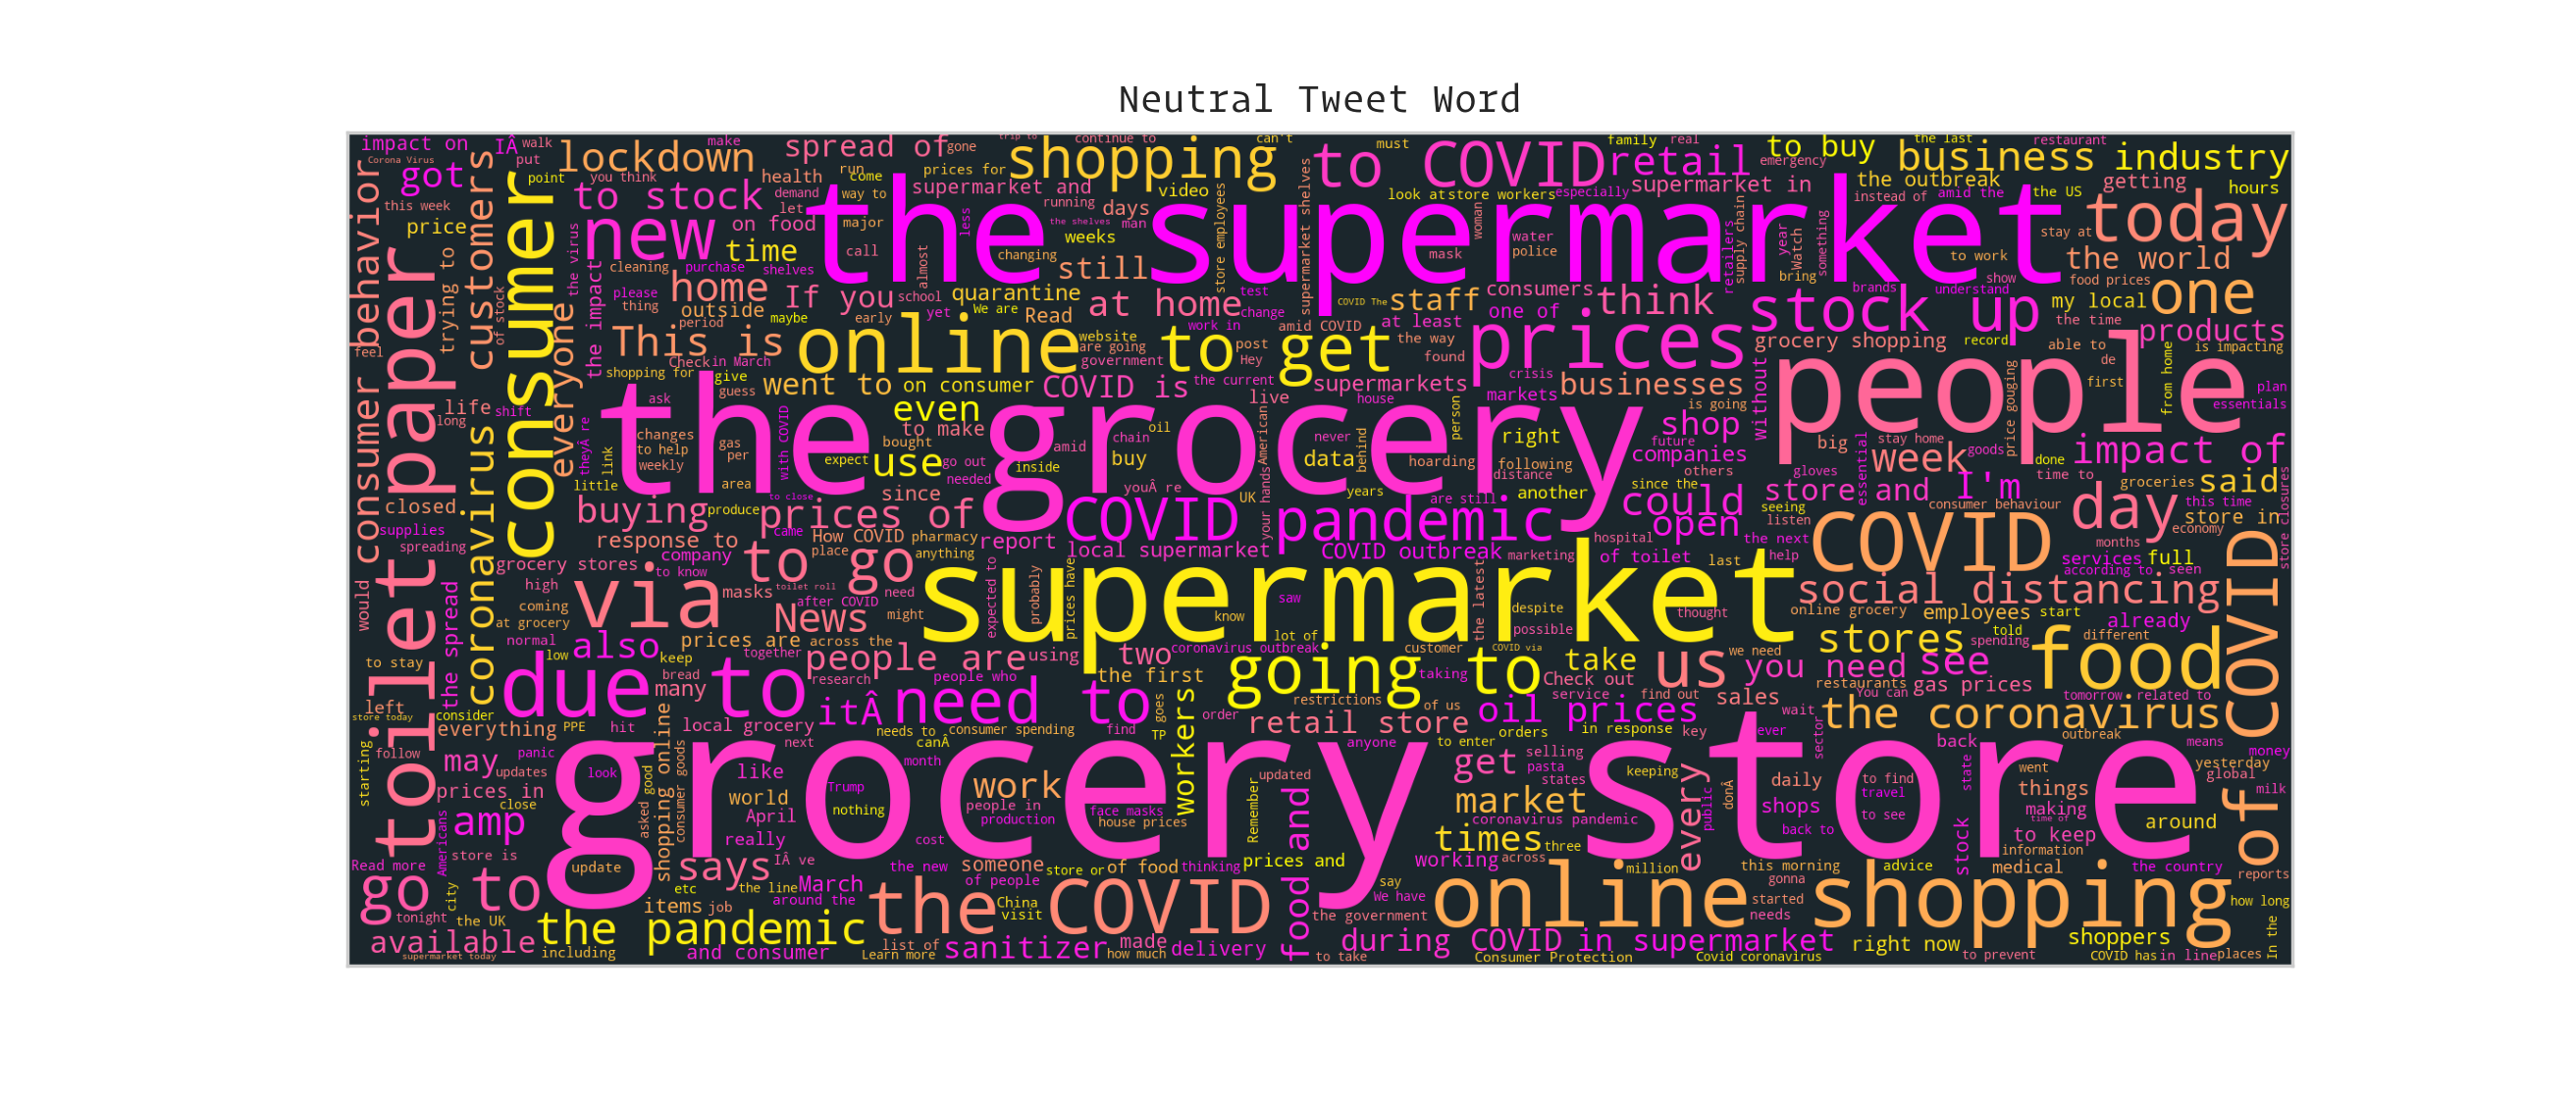 Neutral Tweet Word
impact on
IÂ
walk
make
spread of
gone
trip to
continue to
can't
must
family
real
to buy
the last
restaurant
Corona Virus
put
lockdown
shopping
to COVID
retail
emergency
business
industry
got
point
you think
health
run
come
prices for
the outbreak
getting
hours
this week
to stock
demand
way to
supermarket and
video
look at
store workers
especially
supermarket in
instead of
amid the
the US
price
new
on food
let
major
the supermarket
less
running
days
the shelves
man
weeks
woman
today
stay at
customers
consumer
consumer behavior
toilet paper
trying to
of stock
the virus
the impact
time
call
almost
changing
still
store employees
supermarket shelves
water
police
mask
retailers
supply chain
year
Watch
something
to work
the world
cleaning
purchase
shelves
bring
show
food prices
please
thing
home
If you
school
quarantine
at home
test
change
COVID The
staff
consumers
think
brands
understand
stock up
my local
one
outside
period
maybe
early
yet
We are
Read
work in
amid COVID
at least
one of
the time
products
everyone
This is
online
website
are going
to get
post
Hey
the way
found
prices
grocery shopping
record
able to
is impacting
feel
Check
in March
government
de
first
from home
plan
shopping for
give
guess
went to
on consumer
COVID is
the current
supermarkets
crisis
businesses
without
people
price gouging
essentials
life
shift
long
ask
the grocery
even
to make
live
house
markets
is going
person
shop
coronavirus
theyÂ re
link
changes
to help
weekly
gas
per
with COVID
bought
oil
amid
chain
buy
American
never
behind
right
future
companies
big
stay home
goods
impact of
little
area
expect
use
go out
needed
inside
data
hoarding
following
distance
others
gloves
essential
week
done
time to
groceries
said
closed
supplies
spreading
since
youÂ re
UK
your hands
years
are still
another
since the
could
store and
I'm
this time
buying
produce
prices of
COVID pandemic
open
seeing
listen
consumer behaviour
day
store in
economy
store closures
response to
came
How COVID
pharmacy
report
local supermarket
COVID outbreak
marketing
hospital
of toilet
the next
COVID
months
grocery stores
company
to know
place
anything
to close
last
help
services
full
high
to go
according to
seen
would
the spread
coming
at grocery
via
masks
toilet roll
after COVID
need
News
might
supermarket
expected to
probably
prices have
know
saw
the latest
despite
possible
thought
social distancing
online grocery
employees
start
already
normal
also
prices are
across the
lot of
stores
told
spending
different
to stay
low
keep
together
people are
using
two
coronavirus outbreak
customer
COVID via
take
us
we need
you need
see
food
of COVID
due to
bread
many
research
itÂ
people who
need to
the first
going to
taking
Check out
restaurants
gas prices
tomorrow
related to
left
store today
consider
everything
PPE
hit
local grocery
needs to
canÂ
consumer spending
find
goes
TP
workers
order
restrictions
of us
retail store
service
find out
oil prices
sales
You can
wait
the coronavirus
follow
panic
shopping online
next
anyone
to enter
orders
in response
key
ever
sector
back
outbreak
means
money
starting
may
updates
look
like
month
get
selling
pasta
states
keeping
yesterday
global
prices in
close
asked
good
consumer goods
world
Trump
nothing
work
people in
production
face masks
house prices
Remember
updated
market
coronavirus pandemic
every
public
donÂ
daily
shops
to find
travel
to see
back to
state
went
things
making
time of
milk
amp
April
really
grocery store
cost
times
three
to keep
around
Americans
store is
information
Read more
update
says
IÂ ve
the new
someone
store or
of food
thinking
prices and
food and
working
across
million
this morning
advice
stock
medical
the country
reports
go to
city
etc
the line
March
of people
say
gonna
around the
We have
tonight
the UK
items
job
the COVID
China
visit
the government
online shopping
started
needs
how long
available
supermarket today
the pandemic
including
and consumer
list of
Learn more
sanitizer
made
how much
delivery
to take
during COVID
in supermarket
Consumer Protection
Covid coronavirus
right now
to prevent
shoppers
COVID has
in line
places
In the